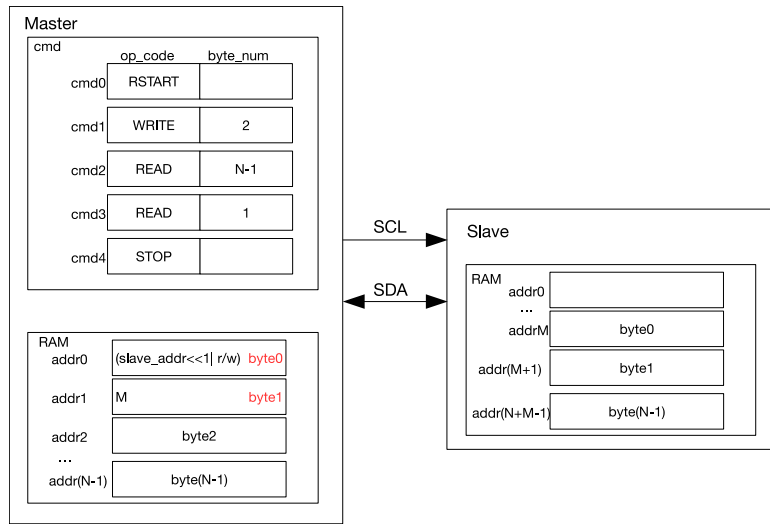 Master
cmd
op_code byte_num
cmd0 RSTART
cmd1 WRITE 2
cmd2 READ N-1
cmd3 READ 1
cmd4 STOP
RAM
addr0 (slave_addr<<1| r/w) byte0
addr1 M byte1
addr2 byte2
...
addr(N-1) byte(N-1)
SCL
SDA
Slave
RAM
addr0
...
addrM byte0
addr(M+1) byte1
addr(N+M-1) byte(N-1)